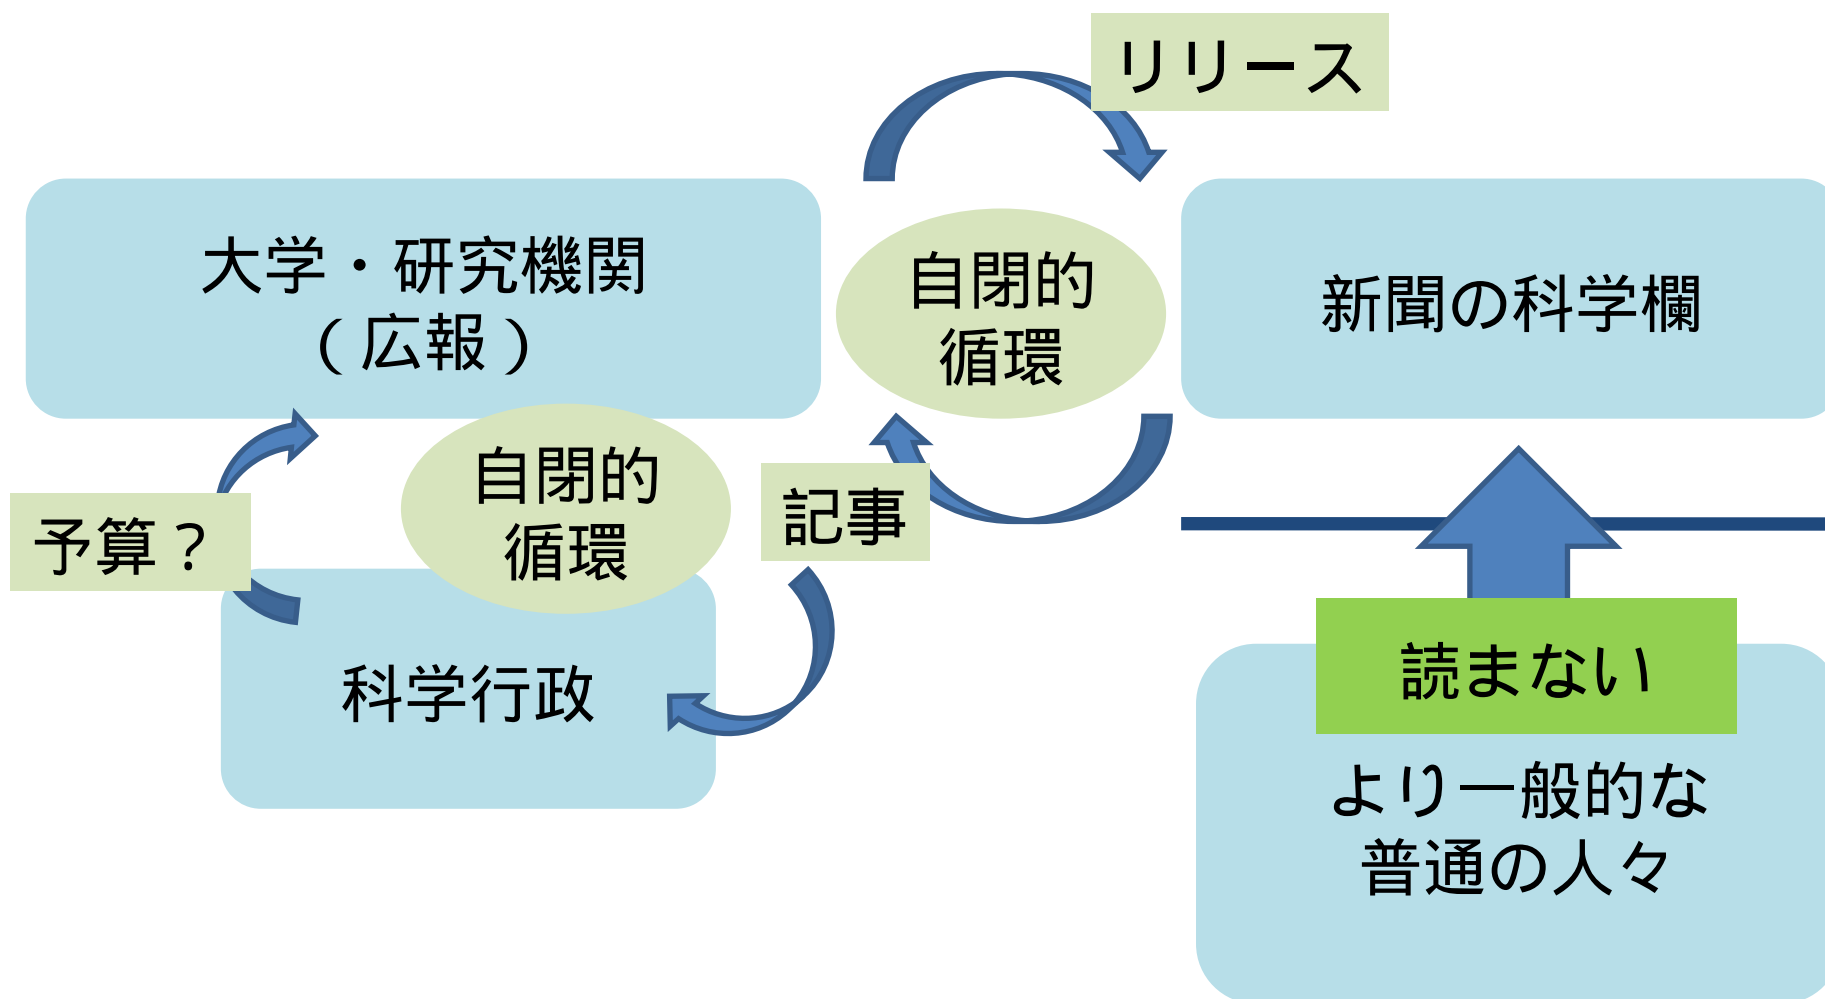 リリース
大学・研究機関
（広報）
自閉的
循環
新聞の科学欄
自閉的
循環
記事
予算？
科学行政
読まない
より一般的な
普通の人々